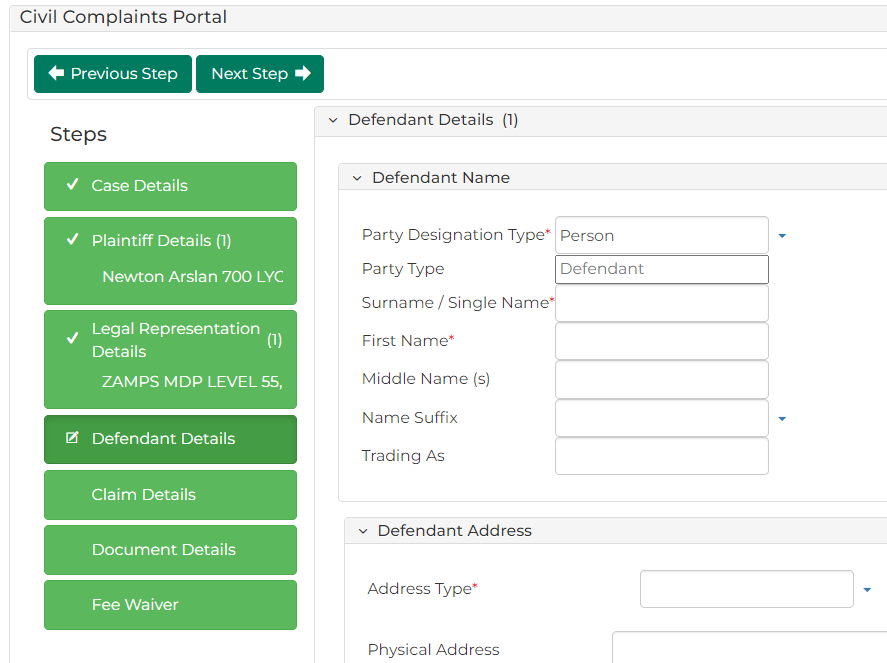 Civil Complaints Portal
Previous Step Next Step
Steps
Case Details
Plaintiff Details (1)
Newton Arslan 700 LYC
Legal Representation Details (1)
ZAMPS MDP LEVEL 55,
Defendant Details
Claim Details
Document Details
Fee Waiver
Defendant Details (1)
Defendant Name
Party Designation Type* Person
Party Type Defendant
Surname / Single Name*
First Name*
Middle Name (s)
Name Suffix
Trading As
Defendant Address
Address Type*
Physical Address